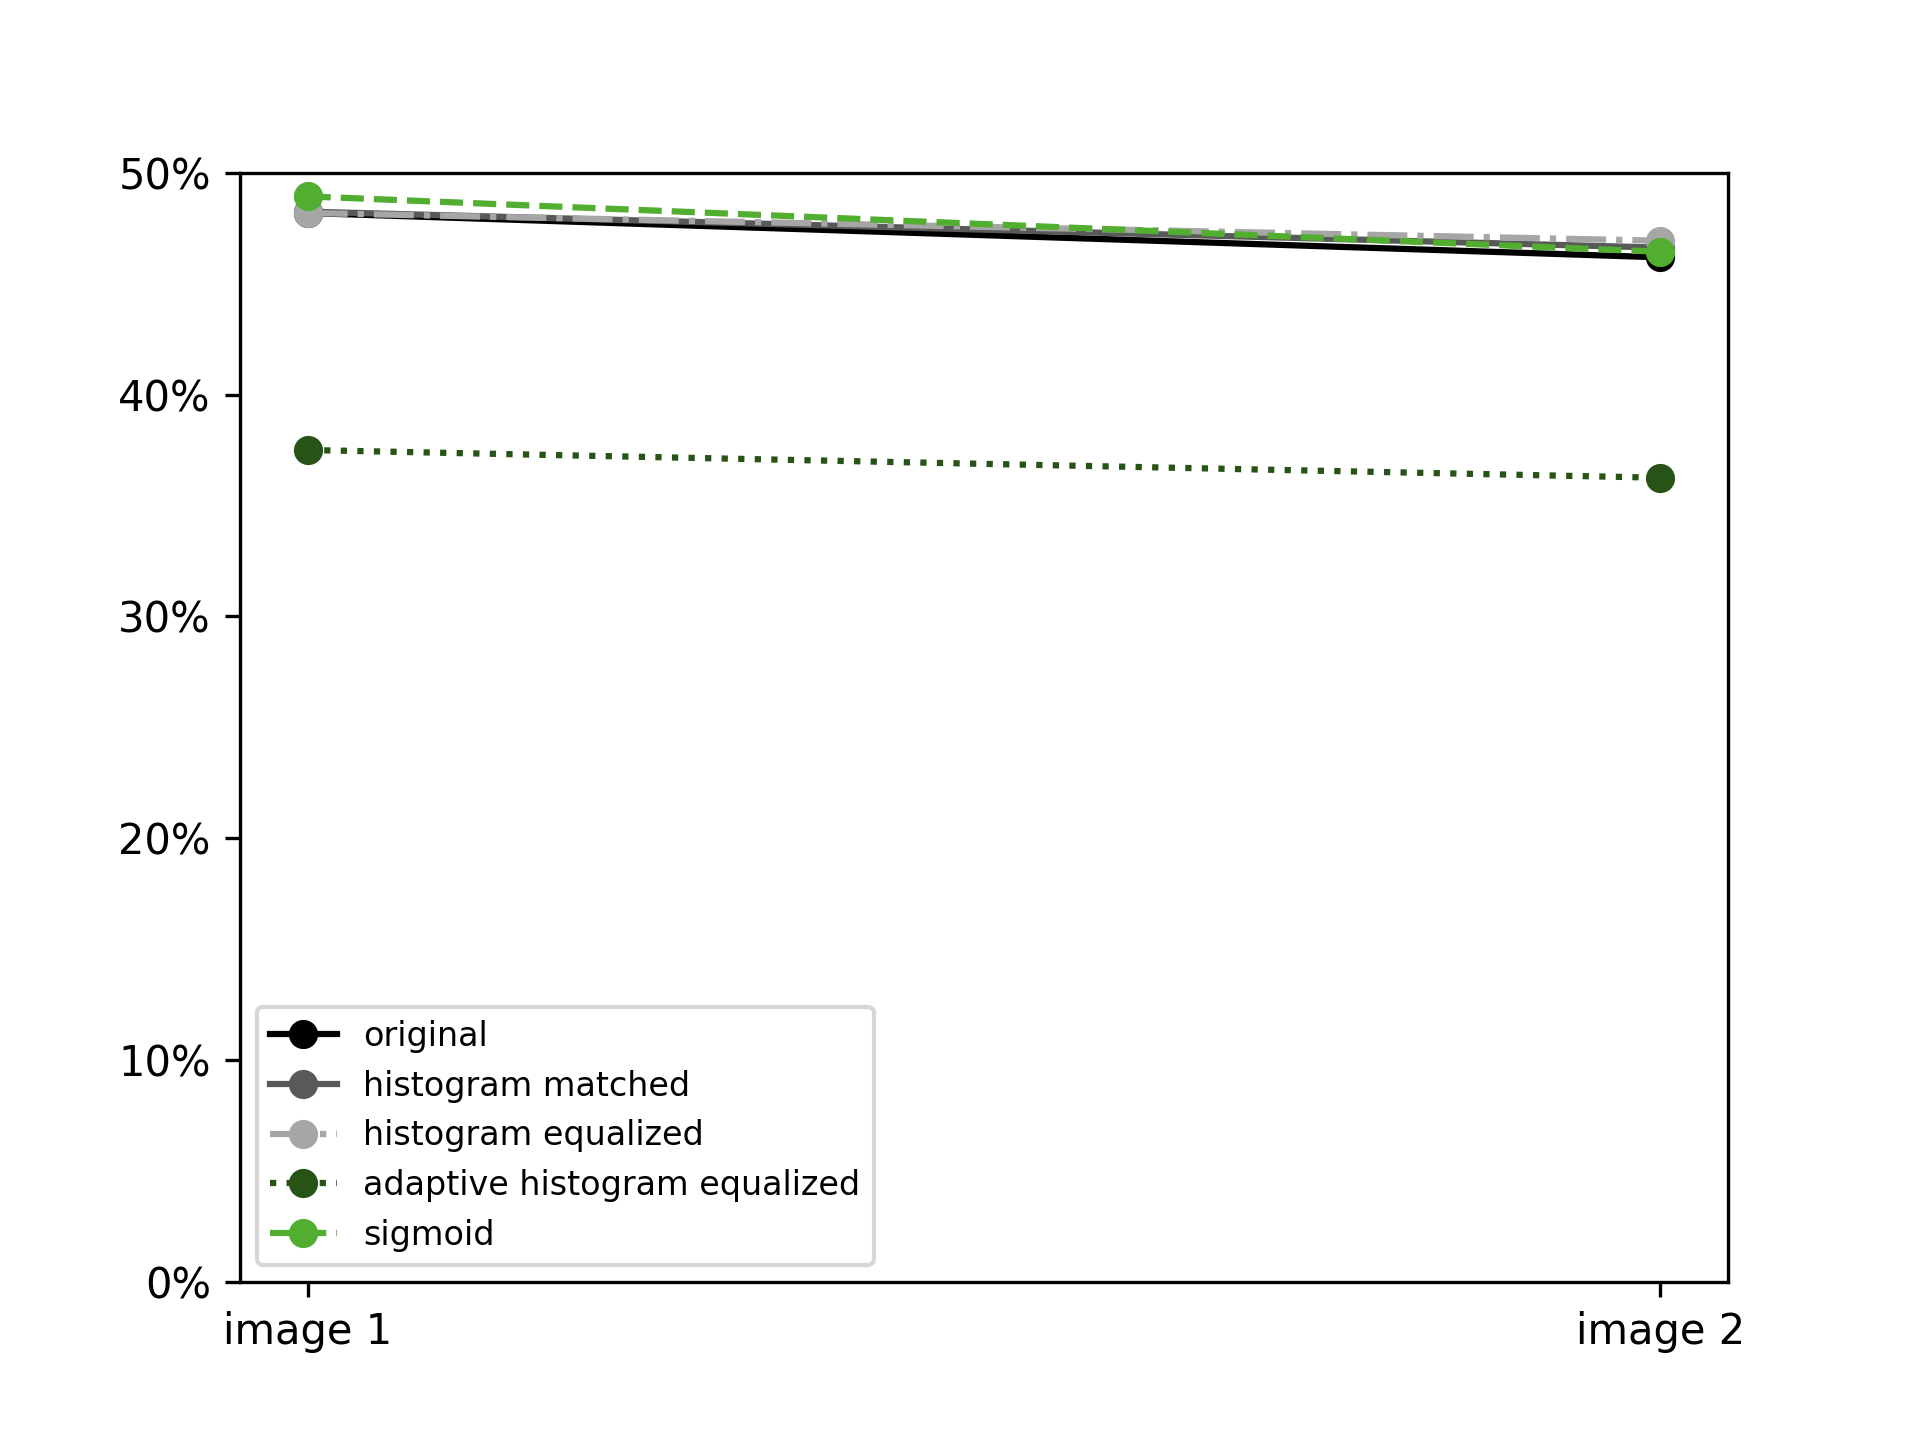 50%
40%
30%
20%
10%
0%
original
histogram matched
histogram equalized
adaptive histogram equalized
sigmoid
image 1
image 2